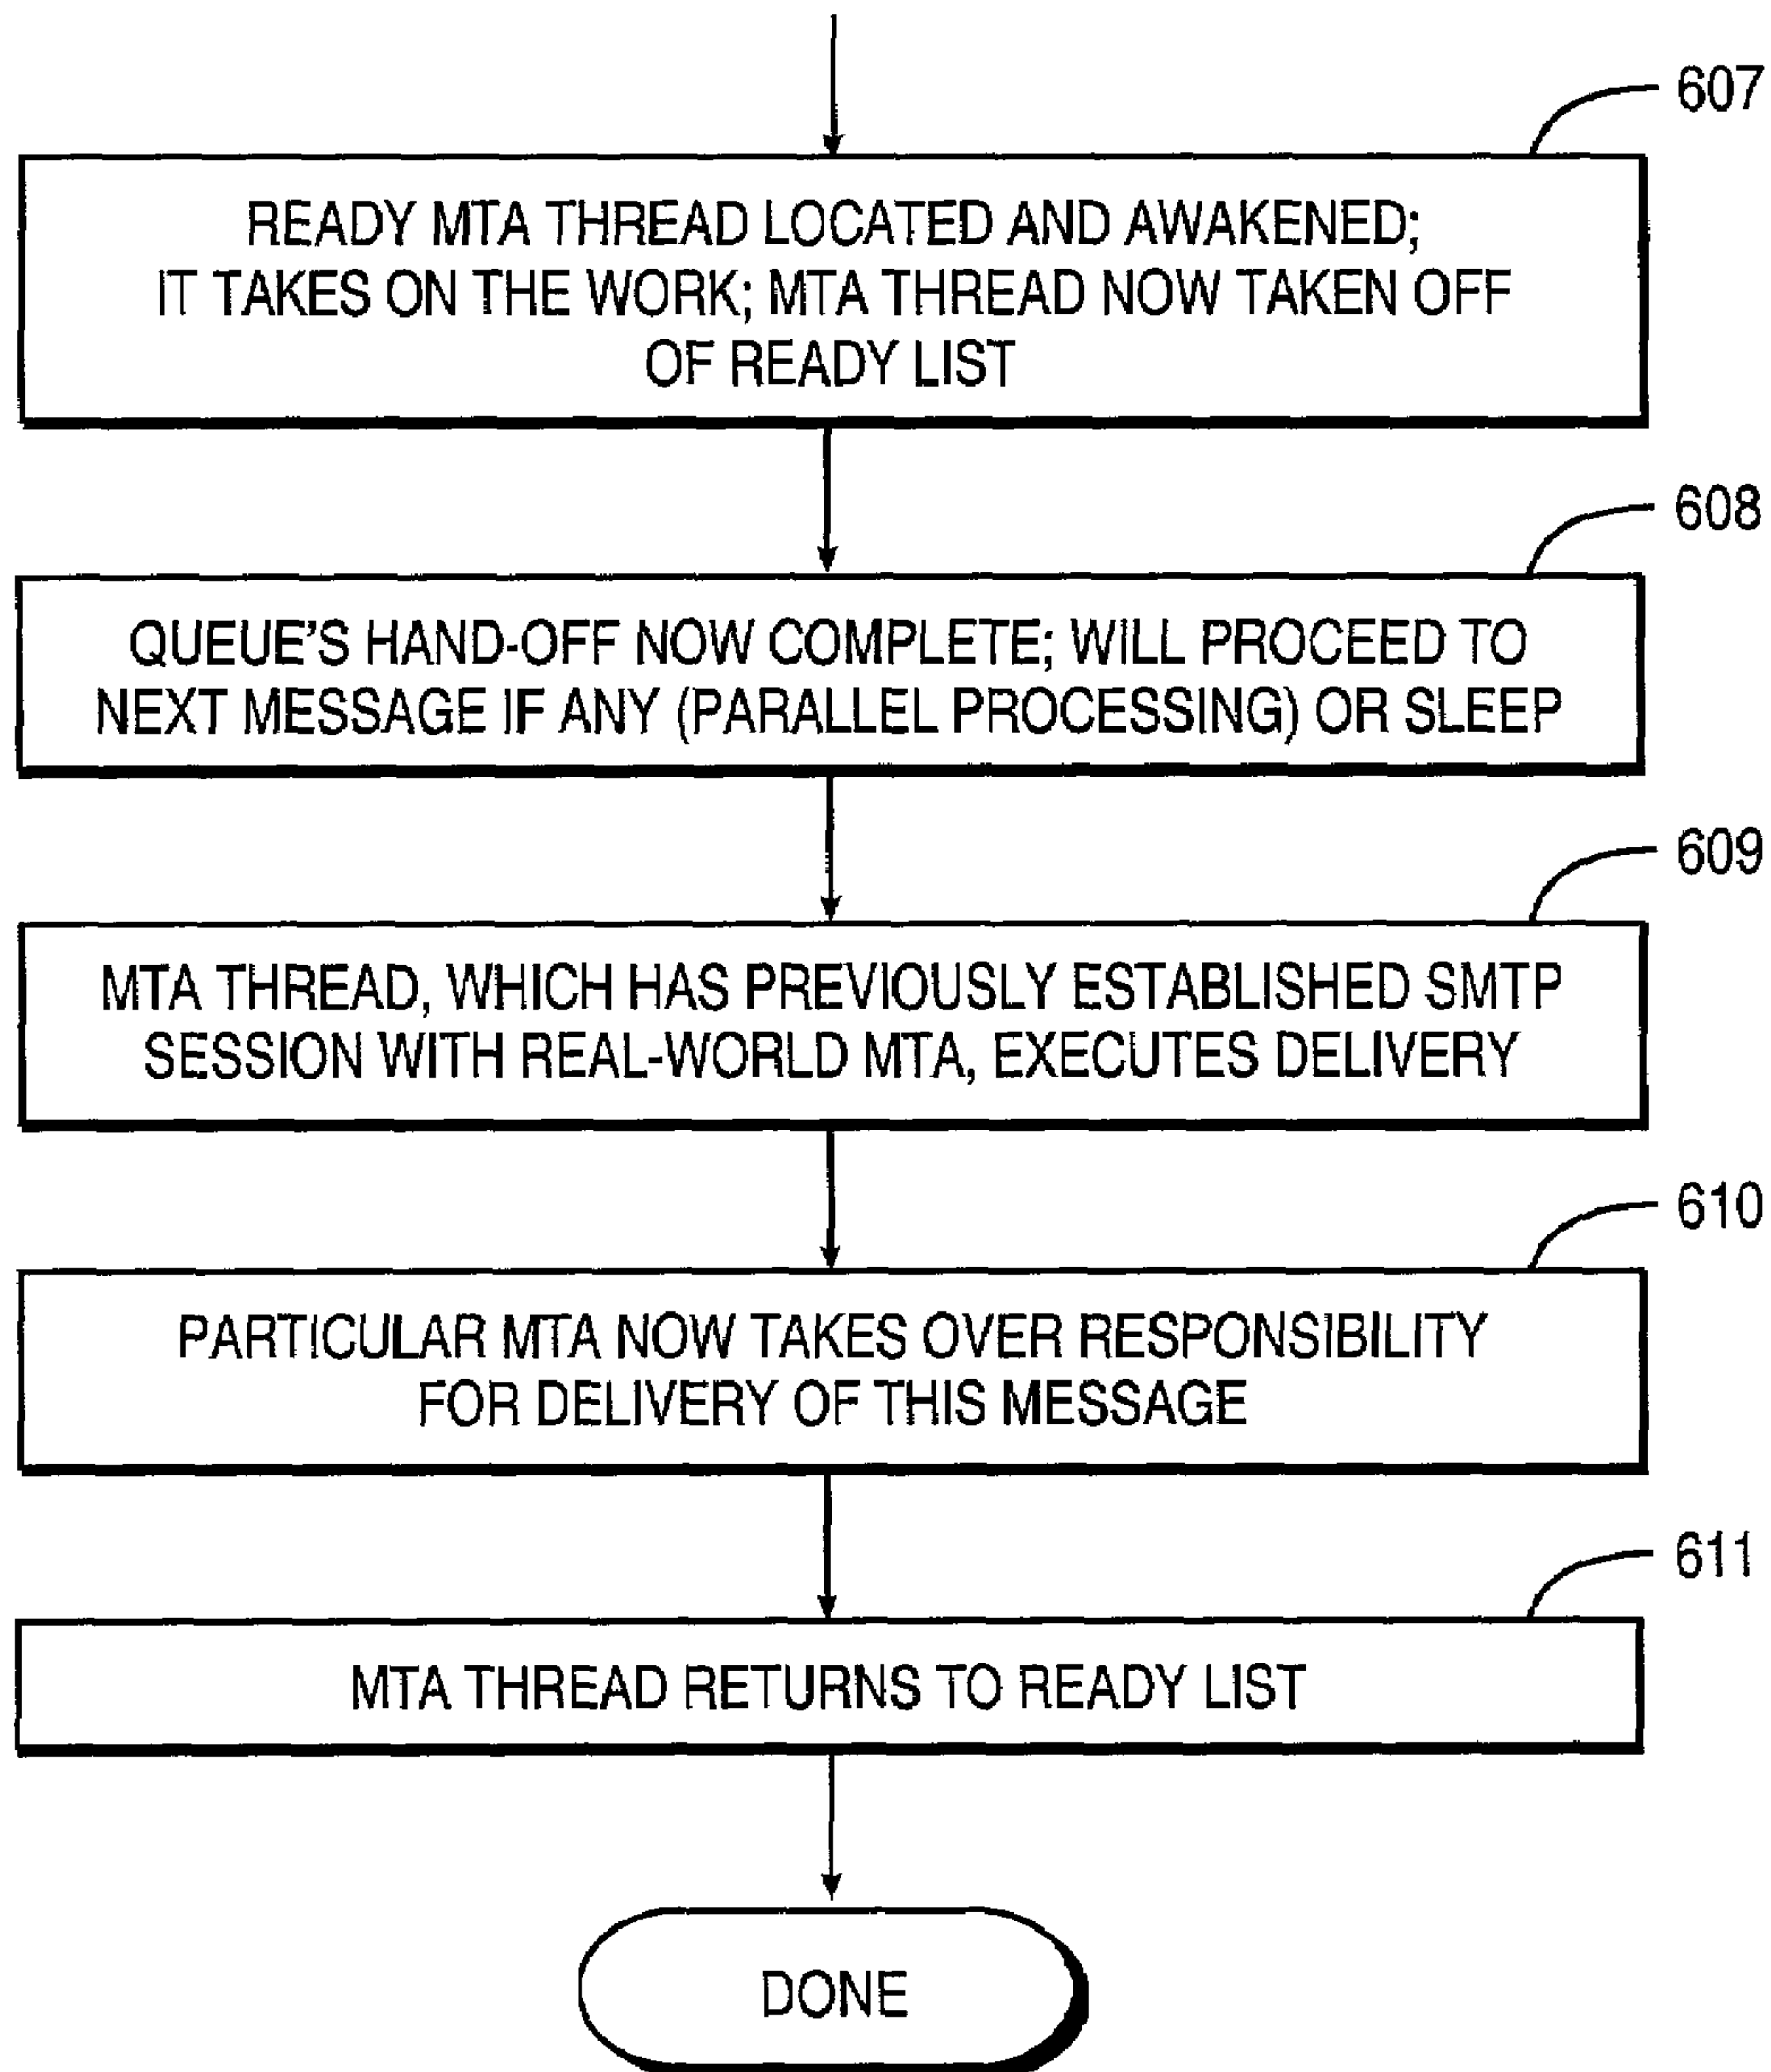 607
READY MTA THREAD LOCATED AND AWAKENED;
IT TAKES ON THE WORK; MTA THREAD NOW TAKEN OFF
OF READY LIST
608
QUEUE'S HAND-OFF NOW COMPLETE; WILL PROCEED TO
NEXT MESSAGE IF ANY (PARALLEL PROCESSING) OR SLEEP
609
MTA THREAD, WHICH HAS PREVIOUSLY ESTABLISHED SMTP
SESSION WITH REAL-WORLD MTA, EXECUTES DELIVERY
610
PARTICULAR MTA NOW TAKES OVER RESPONSIBILITY
FOR DELIVERY OF THIS MESSAGE
611
MTA THREAD RETURNS TO READY LIST
DONE